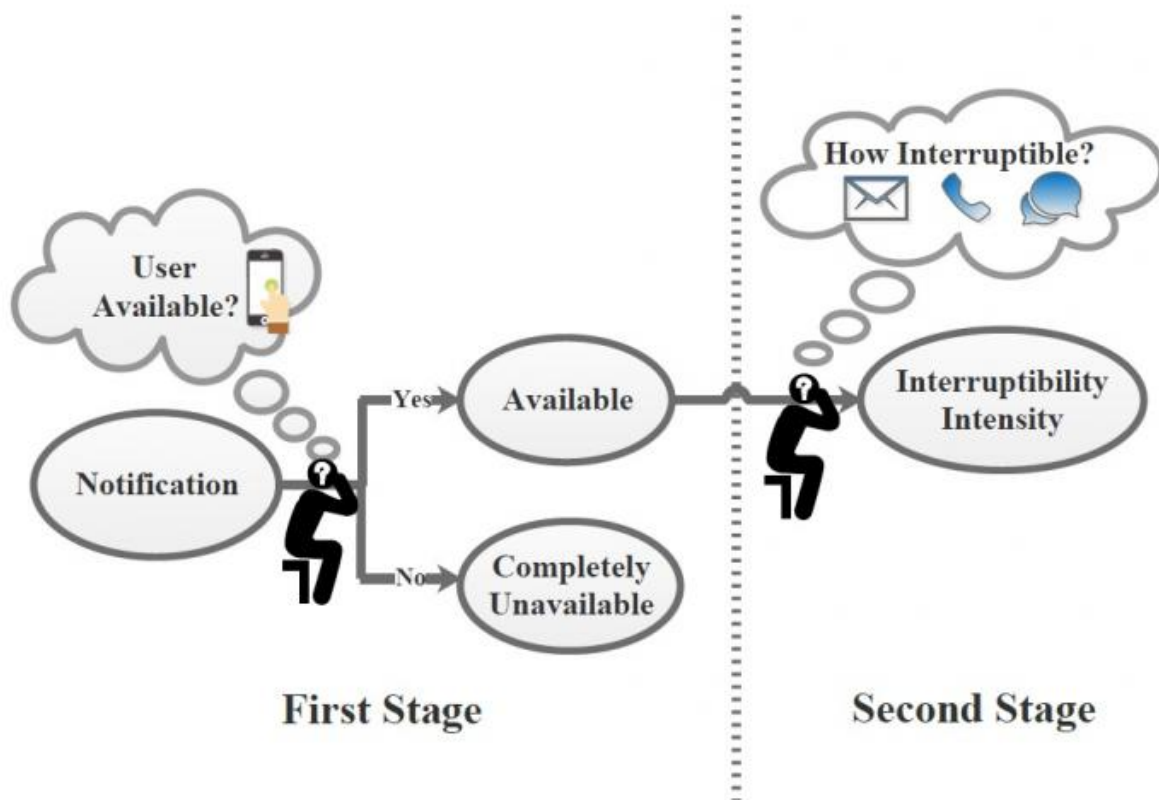 User
Available?
Notification
Yes
Available
No
Completely
Unavailable
First Stage
How Interruptible?
Interruptibility
Intensity
Second Stage